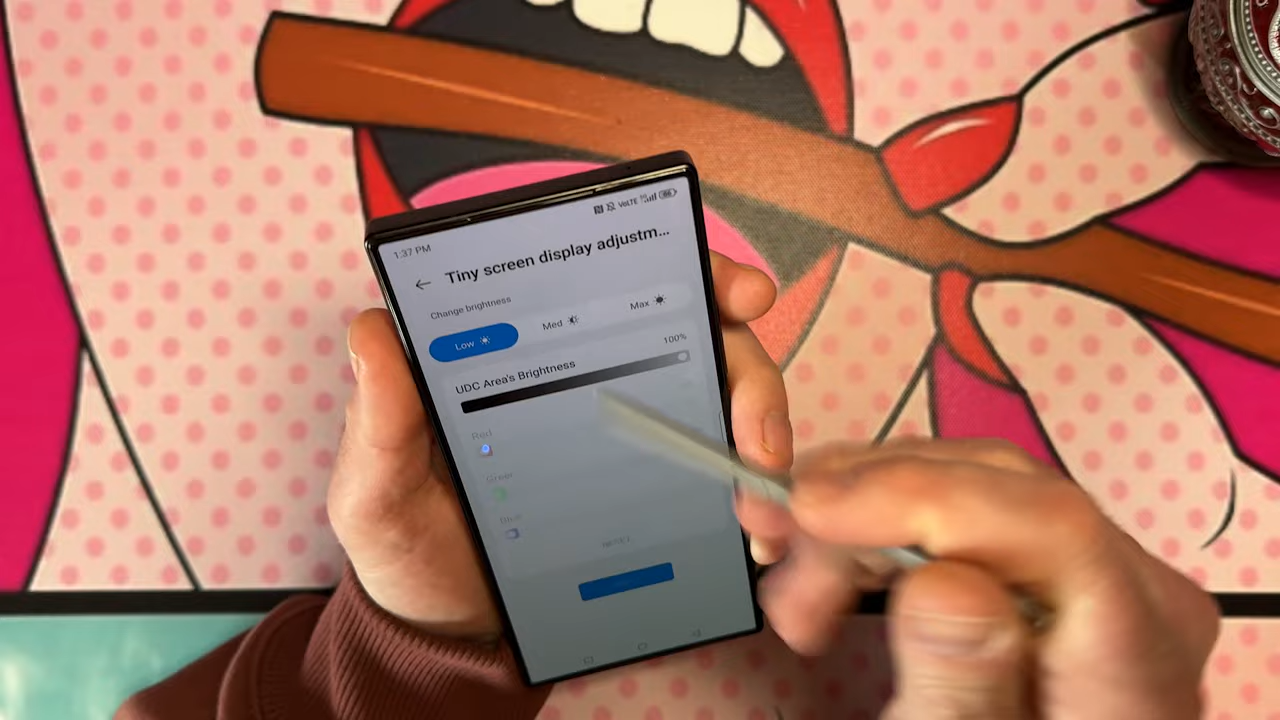 1:37 PM
VoLTE
Tiny screen display adjustm...
Change brightness
Low
Med
Max
UDC Area's Brightness
100%
Red
Green
Blue